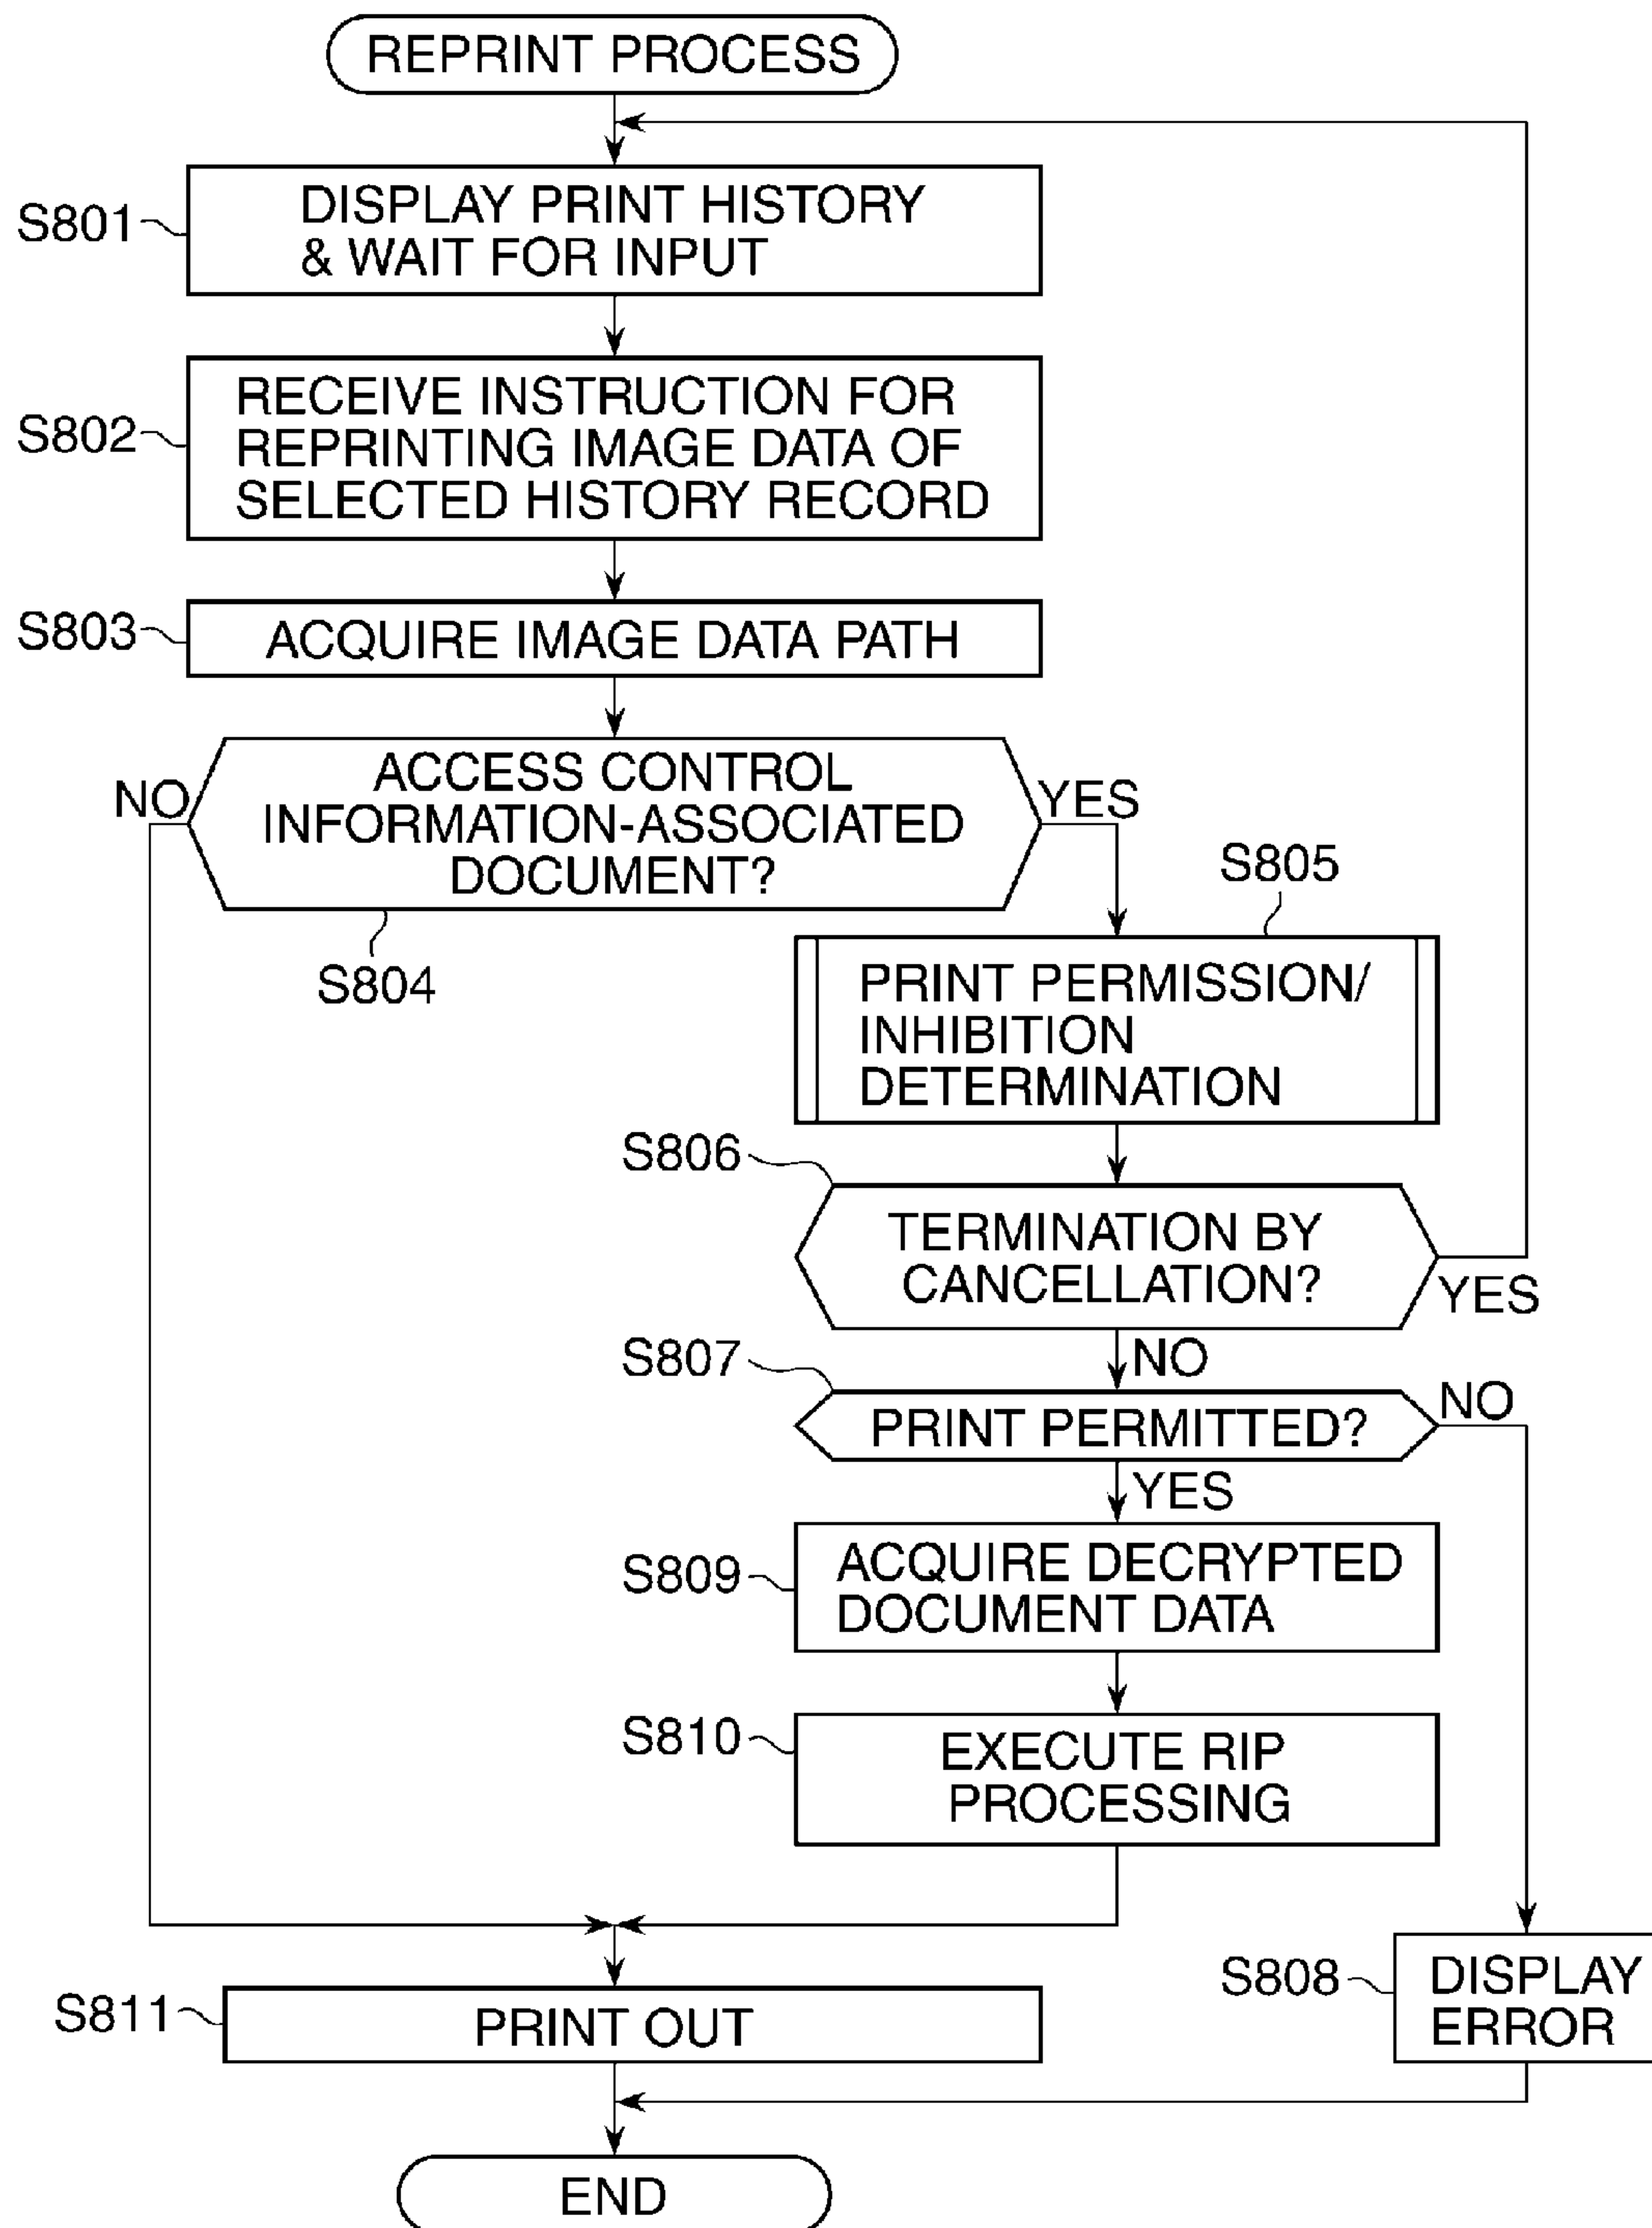 REPRINT PROCESS
S801
DISPLAY PRINT HISTORY
& WAIT FOR INPUT
S802
RECEIVE INSTRUCTION FOR
REPRINTING IMAGE DATA OF
SELECTED HISTORY RECORD
S803
ACQUIRE IMAGE DATA PATH
NO
ACCESS CONTROL
INFORMATION-ASSOCIATED
DOCUMENT?
YES
S804
S805
PRINT PERMISSION/
INHIBITION
DETERMINATION
S806
TERMINATION BY
CANCELLATION?
YES
NO
S807
PRINT PERMITTED?
NO
YES
S809
ACQUIRE DECRYPTED
DOCUMENT DATA
S810
EXECUTE RIP
PROCESSING
S808
DISPLAY
ERROR
S811
PRINT OUT
END